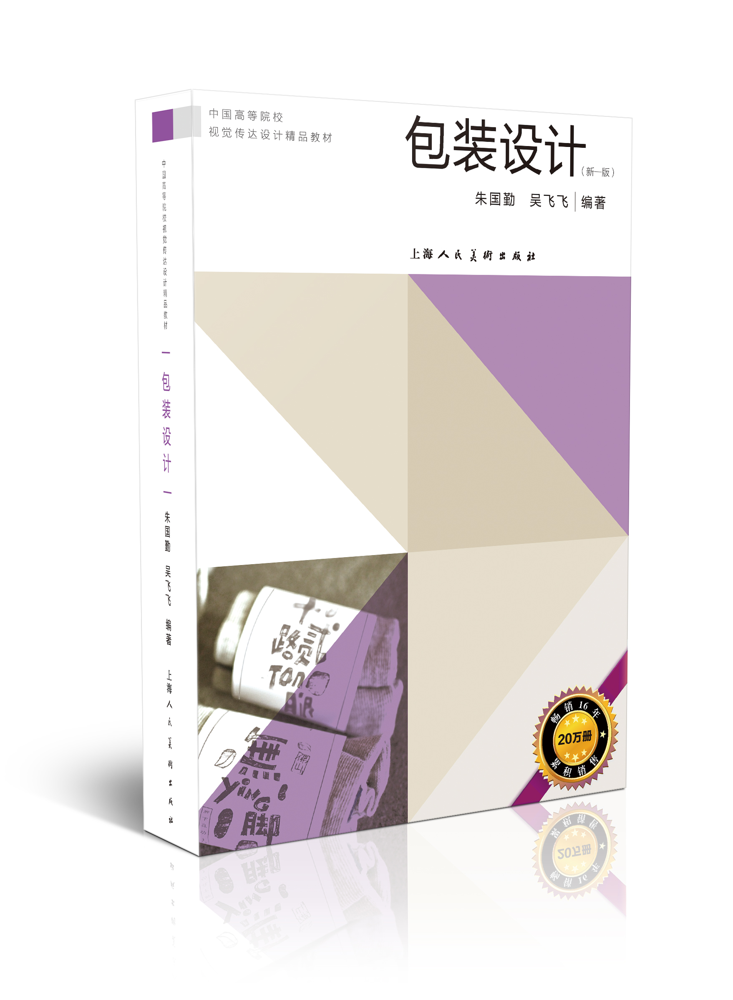 中国高等院校
视觉传达设计精品教材
包装设计
（新一版）
朱国勤 吴飞飞 | 编著
上海人民美術出版社
中国高等院校视觉传达设计精品教材
包装设计
朱国勤 吴飞飞 编著
上海人民美術出版社
路
TONG
佛山
YiNG
脚
畅销16年
20万册
累积销售